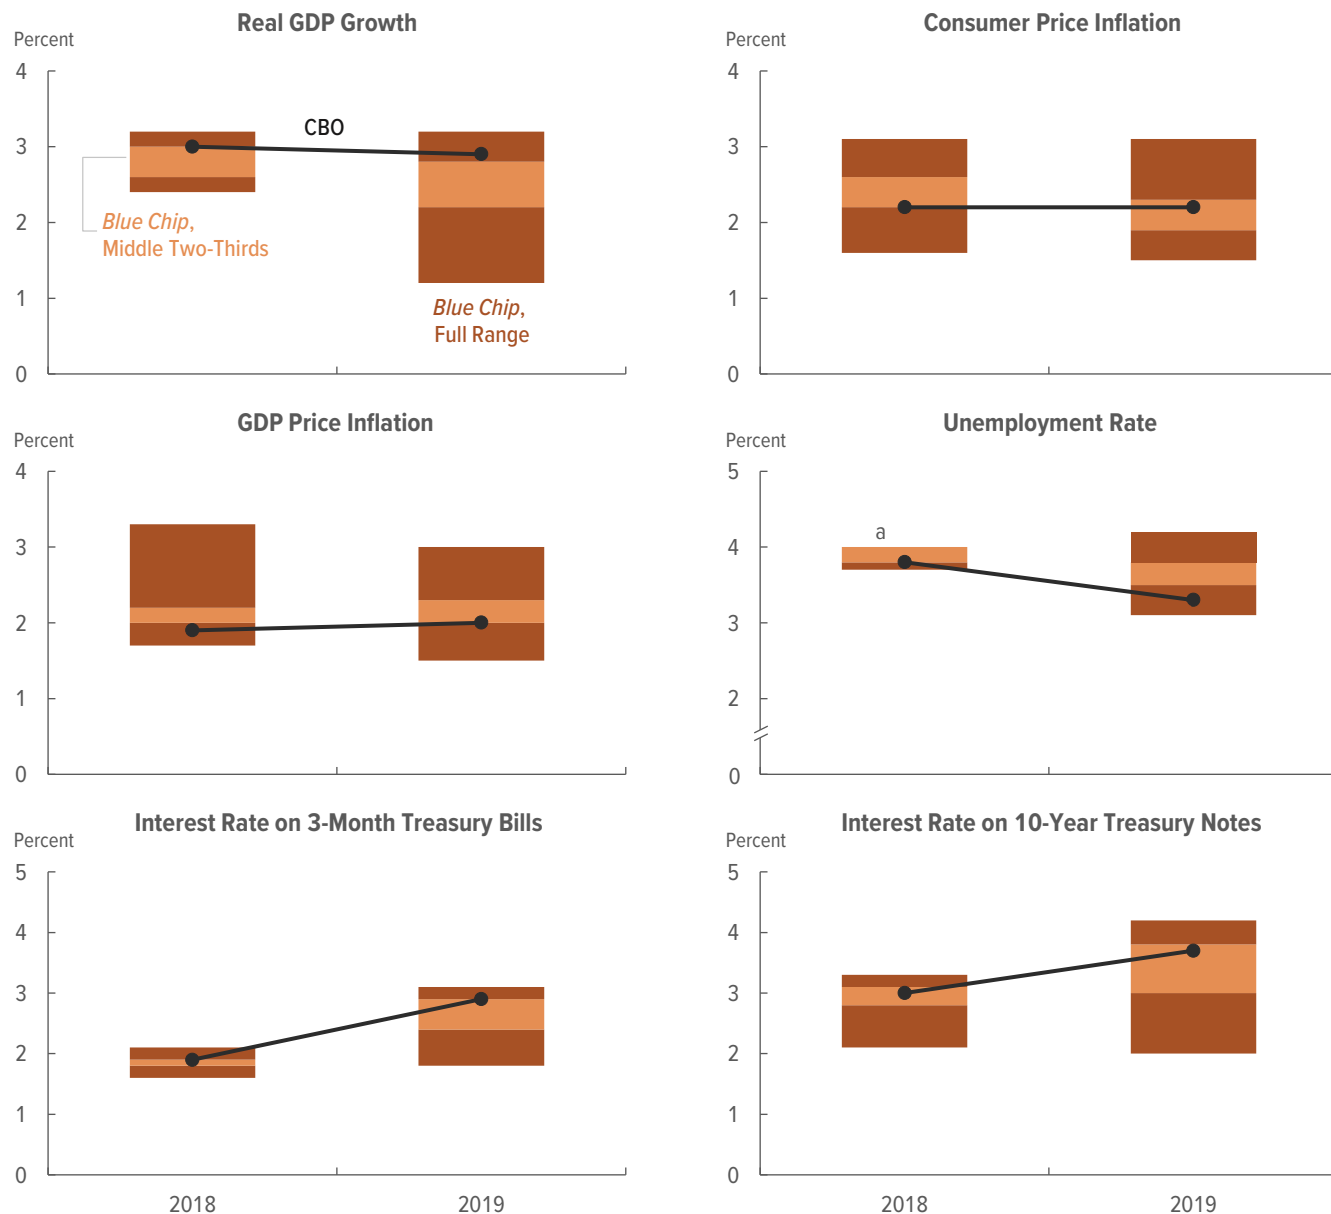 Real GDP Growth
Percent
4
3
2
1
0
CBO
Blue Chip,
Middle Two-Thirds
Blue Chip,
Full Range
Consumer Price Inflation
Percent
4
3
2
1
0
GDP Price Inflation
Percent
4
3
2
1
0
Unemployment Rate
Percent
5
4
3
2
0
a
Interest Rate on 3-Month Treasury Bills
Percent
5
4
3
2
1
0
2018 2019
Interest Rate on 10-Year Treasury Notes
Percent
5
4
3
2
1
0
2018 2019